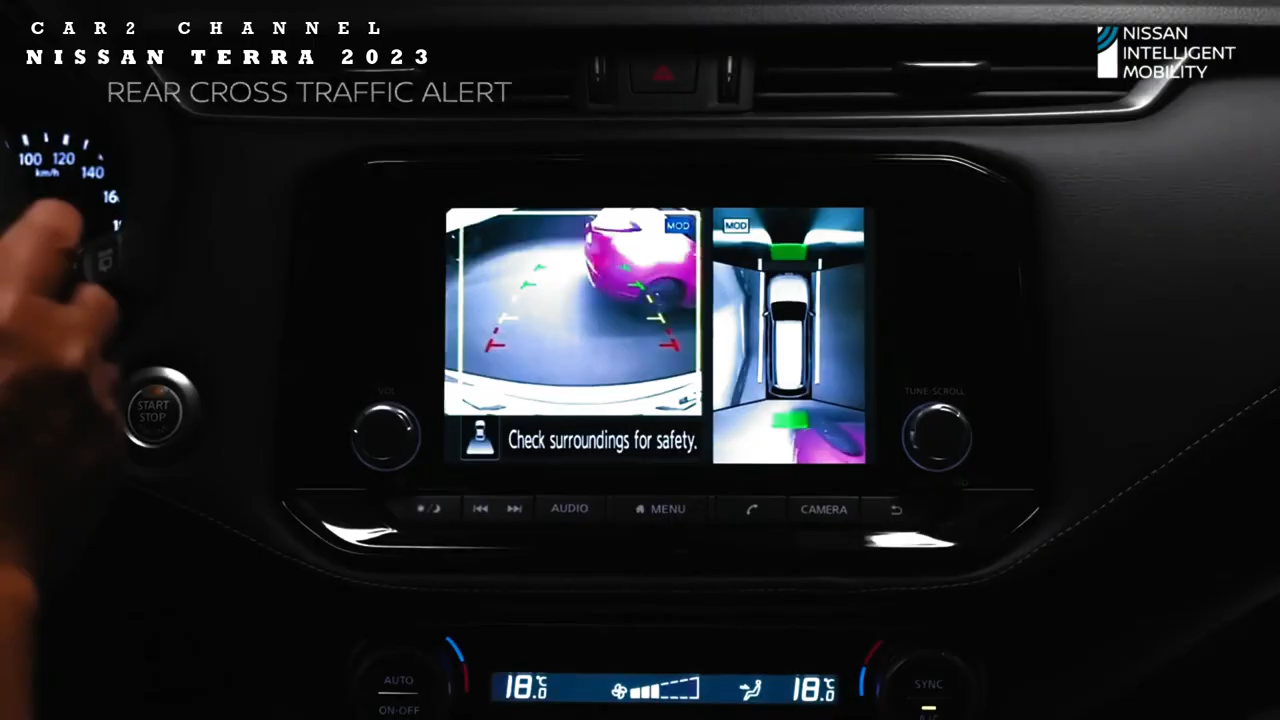 CAR2 CHANNEL
NISSAN TERRA 2023
REAR CROSS TRAFFIC ALERT
NISSAN
INTELLIGENT
MOBILITY
100 120
km/h
140
MOD
MOD
START
STOP
VOL
TUNE·SCROLL
Check surroundings for safety.
AUDIO
MENU
CAMERA
AUTO
ON·OFF
18.0°C
18.0°C
SYNC